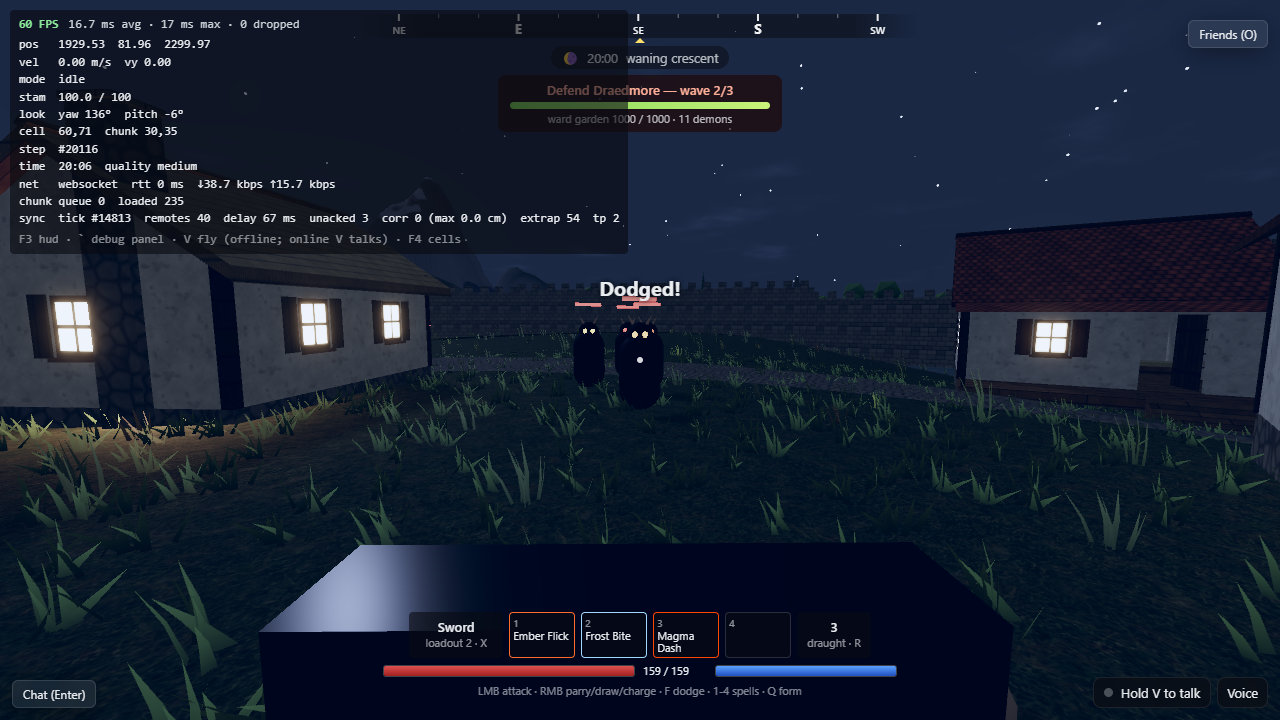 60 FPS 16.7 ms avg · 17 ms max · 0 dropped
pos 1929.53 81.96 2299.97
vel 0.00 m/s vy 0.00
mode idle
stam 100.0 / 100
look yaw 136° pitch -6°
cell 60,71 chunk 30,35
step #20116
time 20:06 quality medium
net websocket rtt 0 ms ↓38.7 kbps ↑15.7 kbps
chunk queue 0 loaded 235
sync tick #14813 remotes 40 delay 67 ms unacked 3 corr 0 (max 0.0 cm) extrap 54 tp 2
F3 hud · ` debug panel · V fly (offline; online V talks) · F4 cells
NE E SE S SW
20:00 waning crescent
Defend Draedmore — wave 2/3
ward garden 1000 / 1000 · 11 demons
Friends (O)
Dodged!
Sword
loadout 2 · X
1
Ember Flick
2
Frost Bite
3
Magma
Dash
4
3
draught · R
159 / 159
LMB attack · RMB parry/draw/charge · F dodge · 1-4 spells · Q form
Chat (Enter)
Hold V to talk
Voice